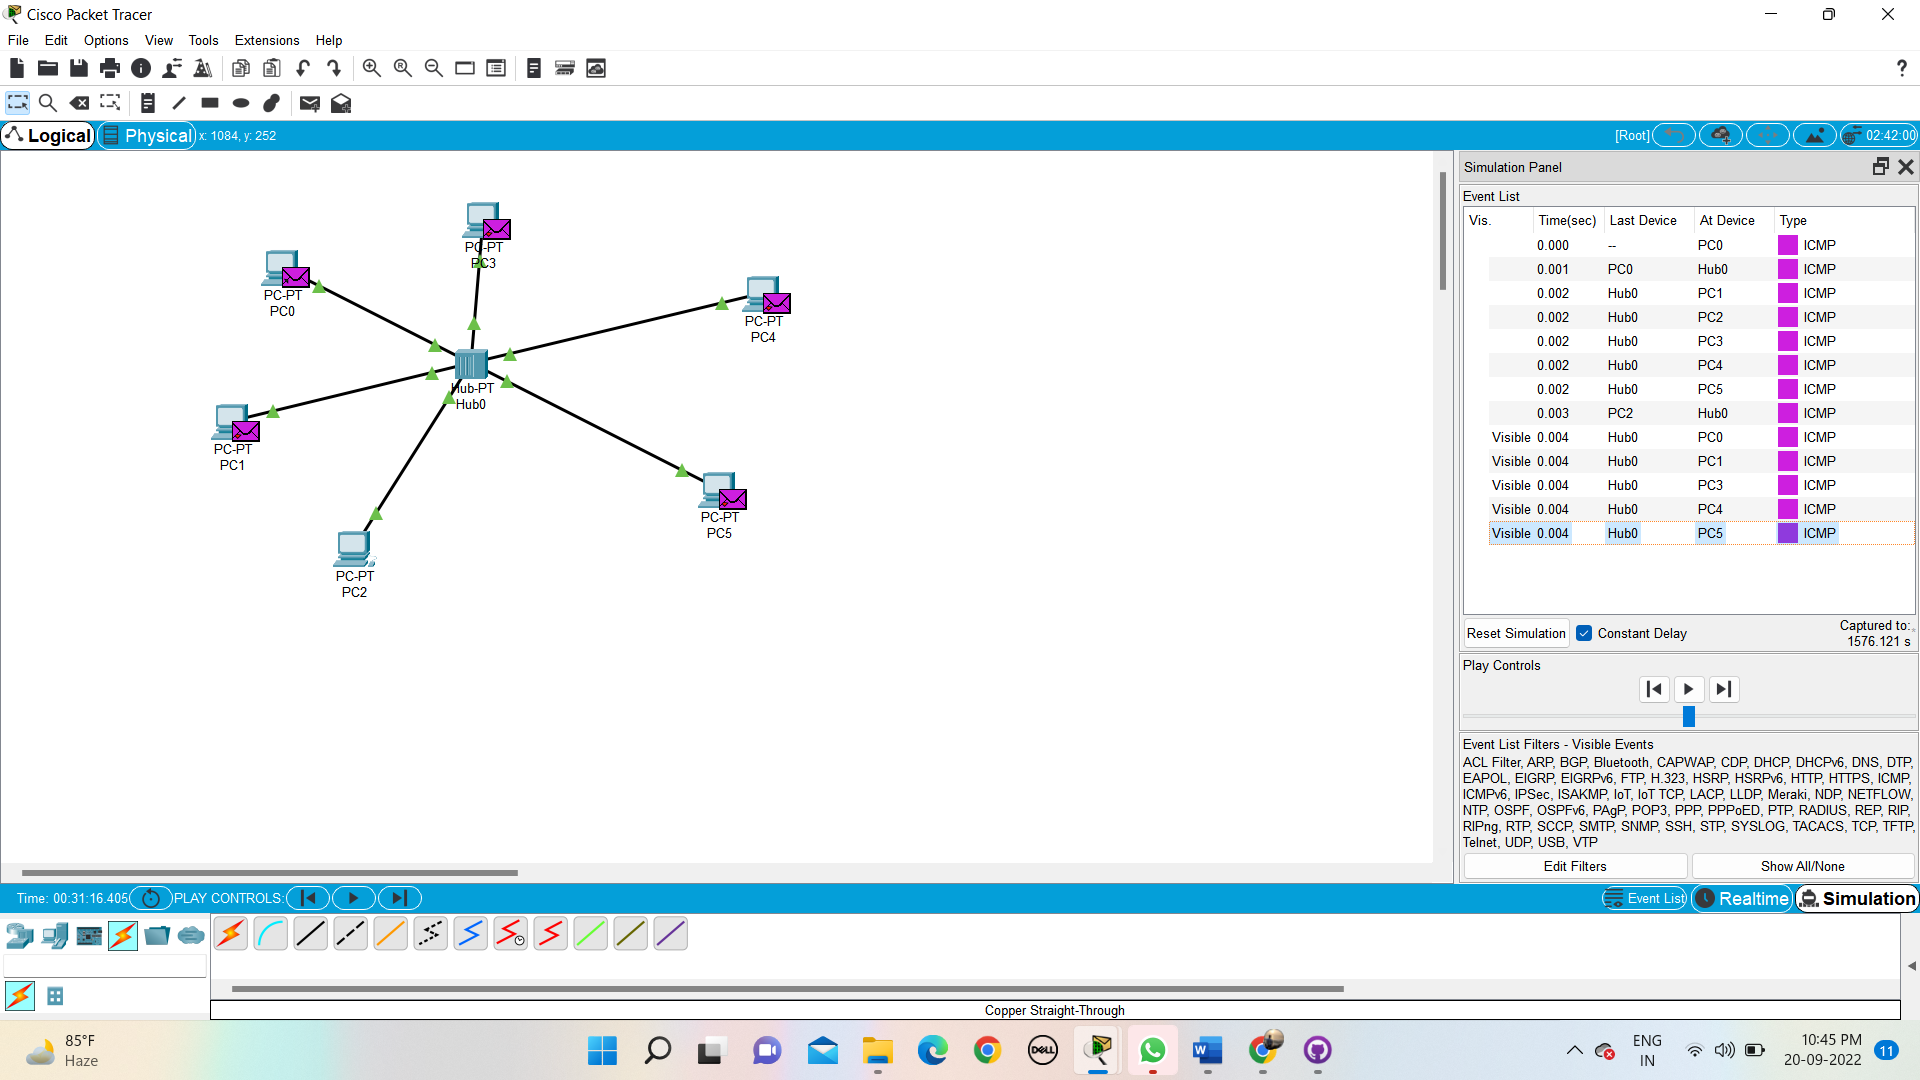 Cisco Packet Tracer
File Edit Options View Tools Extensions Help
Logical Physical x: 1084, y: 252 [Root] 02:42:00
PC-PT
PC3
PC-PT
PC0
PC-PT
PC4
Hub-PT
Hub0
PC-PT
PC1
PC-PT
PC5
PC-PT
PC2
Simulation Panel
Event List
Vis. Time(sec) Last Device At Device Type
0.000 -- PC0 ICMP
0.001 PC0 Hub0 ICMP
0.002 Hub0 PC1 ICMP
0.002 Hub0 PC2 ICMP
0.002 Hub0 PC3 ICMP
0.002 Hub0 PC4 ICMP
0.002 Hub0 PC5 ICMP
0.003 PC2 Hub0 ICMP
Visible 0.004 Hub0 PC0 ICMP
Visible 0.004 Hub0 PC1 ICMP
Visible 0.004 Hub0 PC3 ICMP
Visible 0.004 Hub0 PC4 ICMP
Visible 0.004 Hub0 PC5 ICMP
Reset Simulation Constant Delay Captured to:
1576.121 s
Play Controls
Event List Filters - Visible Events
ACL Filter, ARP, BGP, Bluetooth, CAPWAP, CDP, DHCP, DHCPv6, DNS, DTP,
EAPOL, EIGRP, EIGRPv6, FTP, H.323, HSRP, HSRPv6, HTTP, HTTPS, ICMP,
ICMPv6, IPSec, ISAKMP, IoT, IoT TCP, LACP, LLDP, Meraki, NDP, NETFLOW,
NTP, OSPF, OSPFv6, PAgP, POP3, PPP, PPPoED, PTP, RADIUS, REP, RIP,
RIPng, RTP, SCCP, SMTP, SNMP, SSH, STP, SYSLOG, TACACS, TCP, TFTP,
Telnet, UDP, USB, VTP
Edit Filters Show All/None
Time: 00:31:16.405 PLAY CONTROLS: Event List Realtime Simulation
Copper Straight-Through
85°F
Haze
DELL
ENG
IN
10:45 PM
20-09-2022
11